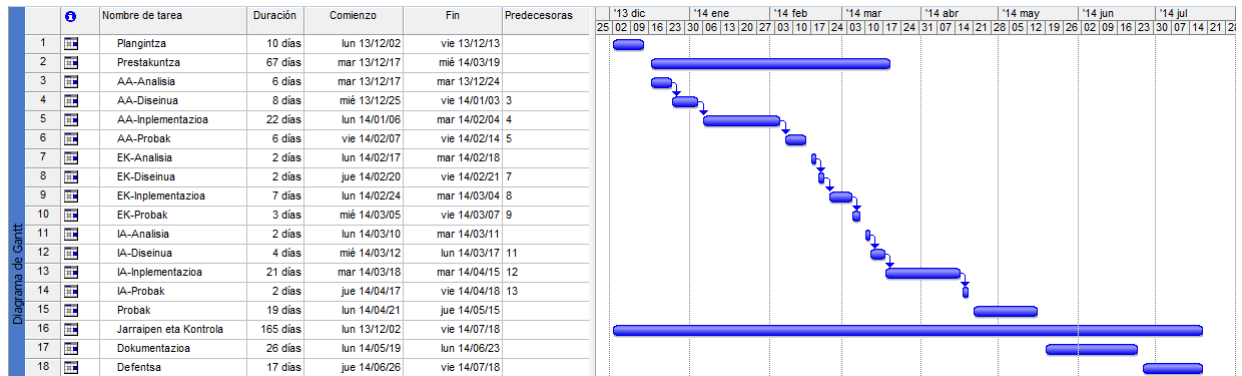 Nombre de tarea Duración Comienzo Fin Predecesoras '13 dic '14 ene '14 feb '14 mar '14 abr '14 may '14 jun '14 jul
25 02 09 16 23 30 06 13 20 27 03 10 17 24 03 10 17 24 31 07 14 21 28 05 12 19 26 02 09 16 23 30 07 14 21 28
1 Plangintza 10 días lun 13/12/02 vie 13/12/13
2 Prestakuntza 67 días mar 13/12/17 mié 14/03/19
3 AA-Analisia 6 días mar 13/12/17 mar 13/12/24
4 AA-Diseinua 8 días mié 13/12/25 vie 14/01/03 3
5 AA-Inplementazioa 22 días lun 14/01/06 mar 14/02/04 4
6 AA-Probak 6 días vie 14/02/07 vie 14/02/14 5
7 EK-Analisia 2 días lun 14/02/17 mar 14/02/18
8 EK-Diseinua 2 días jue 14/02/20 vie 14/02/21 7
9 EK-Inplementazioa 7 días lun 14/02/24 mar 14/03/04 8
10 EK-Probak 3 días mié 14/03/05 vie 14/03/07 9
11 IA-Analisia 2 días lun 14/03/10 mar 14/03/11
12 IA-Diseinua 4 días mié 14/03/12 lun 14/03/17 11
13 IA-Inplementazioa 21 días mar 14/03/18 mar 14/04/15 12
14 IA-Probak 2 días jue 14/04/17 vie 14/04/18 13
15 Probak 19 días lun 14/04/21 jue 14/05/15
16 Jarraipen eta Kontrola 165 días lun 13/12/02 vie 14/07/18
17 Dokumentazioa 26 días lun 14/05/19 lun 14/06/23
18 Defentsa 17 días jue 14/06/26 vie 14/07/18
Diagrama de Gantt